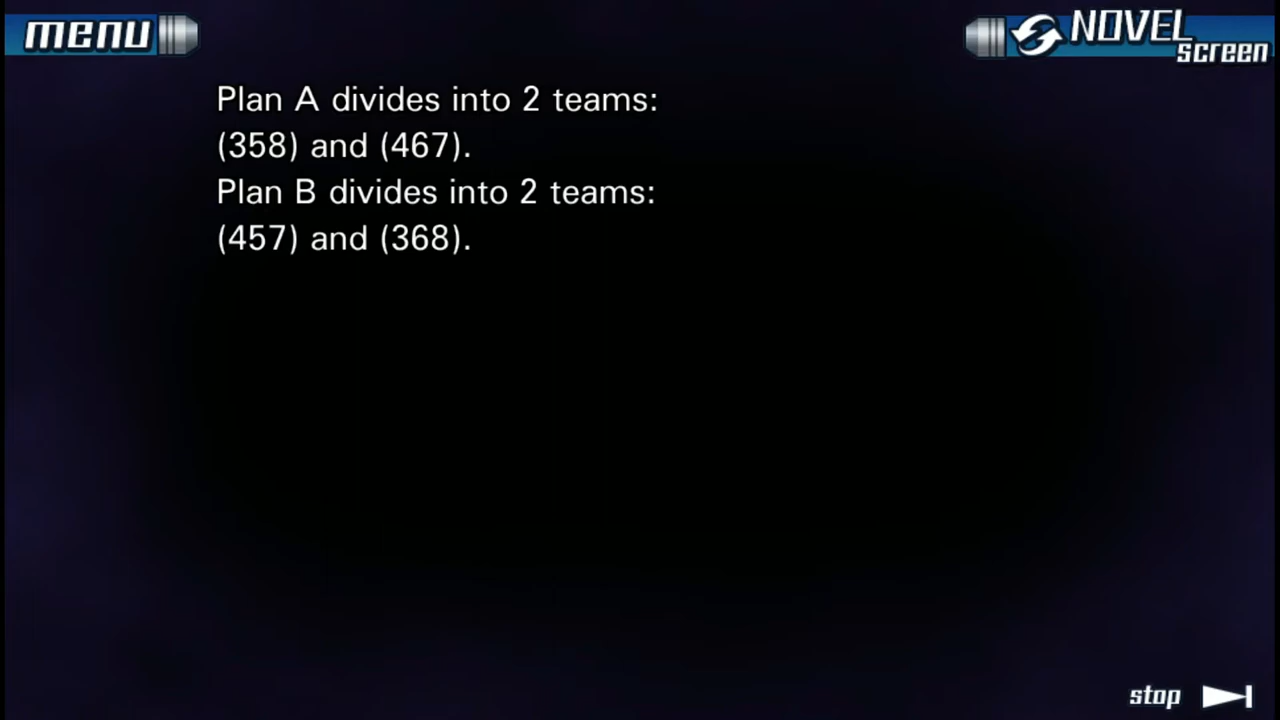 menu
NOVEL
screen
Plan A divides into 2 teams:
(358) and (467).
Plan B divides into 2 teams:
(457) and (368).
stop